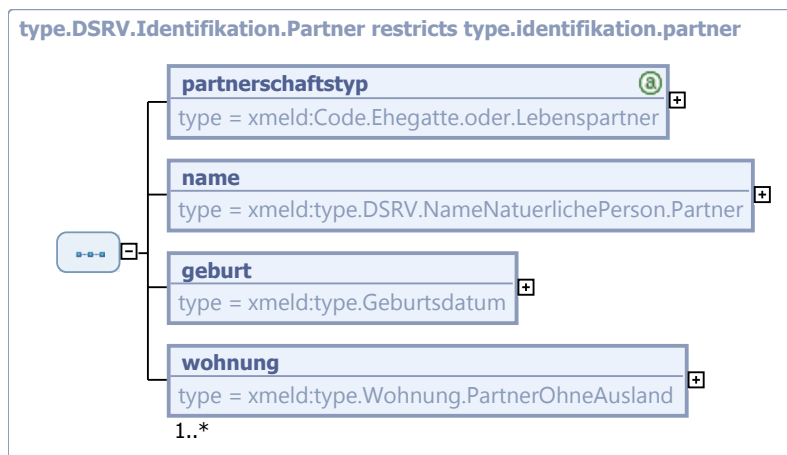 type.DSRV.Identifikation.Partner restricts type.identifikation.partner
partnerschaftstyp
a
type = xmeld:Code.Ehegatte.oder.Lebenspartner
name
type = xmeld:type.DSRV.NameNatuerlichePerson.Partner
geburt
type = xmeld:type.Geburtsdatum
wohnung
type = xmeld:type.Wohnung.PartnerOhneAusland
1..*